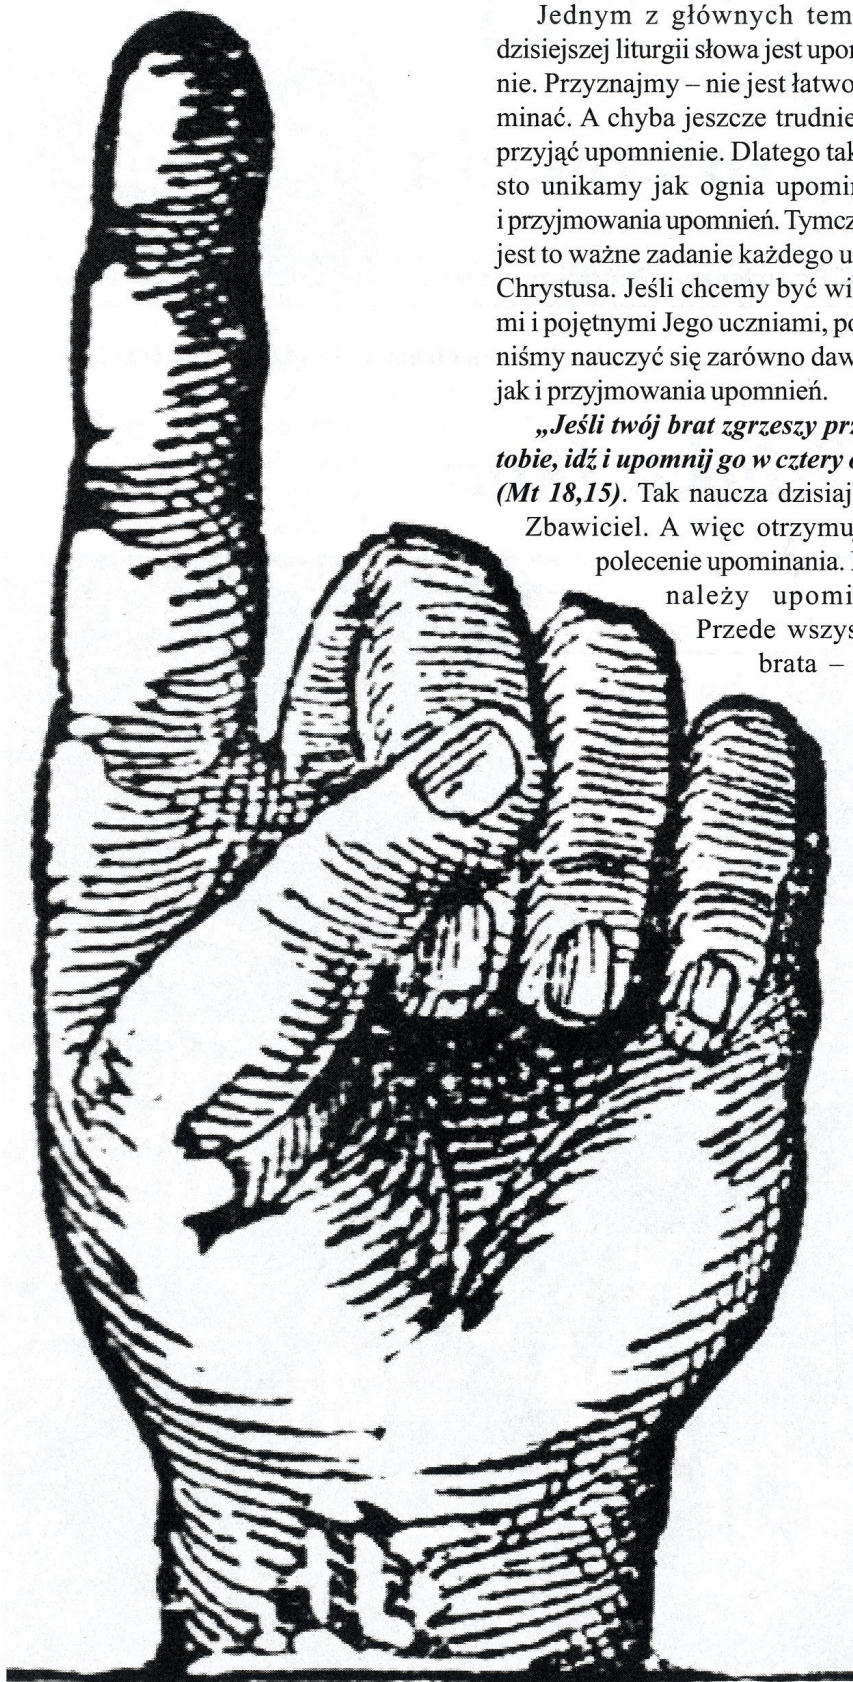 Jednym z głównych tem
dzisiejszej liturgii słowa jest upo
nie. Przyznajmy – nie jest łatwo
minać. A chyba jeszcze trudnie
przyjąć upomnienie. Dlatego tak
sto unikamy jak ognia upomi
i przyjmowania upomnień. Tymcz
jest to ważne zadanie każdego u
Chrystusa. Jeśli chcemy być wi
mi i pojętnymi Jego uczniami, po
niśmy nauczyć się zarówno daw
jak i przyjmowania upomnień.
„Jeśli twój brat zgrzeszy prz
tobie, idź i upomnij go w cztery
(Mt 18,15). Tak naucza dzisiaj
Zbawiciel. A więc otrzymu
polecenie upominania.
należy upomi
Przede wszys
brata –